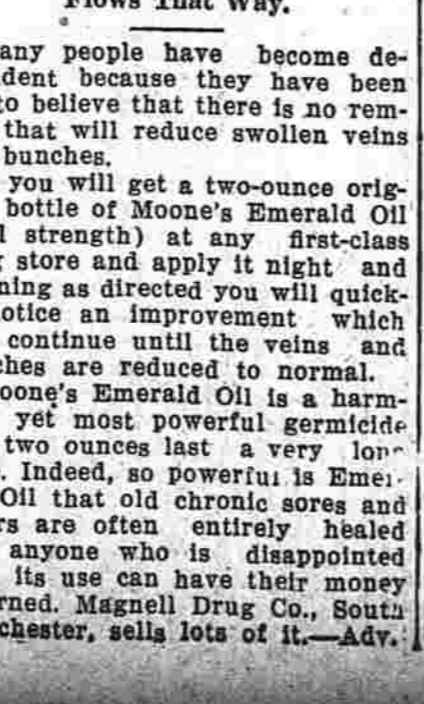 Flows That Way.
any people have become de-
dent because they have been
to believe that there is no rem-
that will reduce swollen veins
bunches.
you will get a two-ounce orig-
bottle of Moone's Emerald Oil
l strength) at any first-class
g store and apply it night and
ning as directed you will quick-
otice an improvement which
continue until the veins and
ches are reduced to normal.
oone's Emerald Oil is a harm-
yet most powerful germicide
two ounces last a very long
. Indeed, so powerful is Emer-
Oil that old chronic sores and
rs are often entirely healed
anyone who is disappointed
its use can have their money
rned. Magnell Drug Co., South
chester, sells lots of it.—Adv.